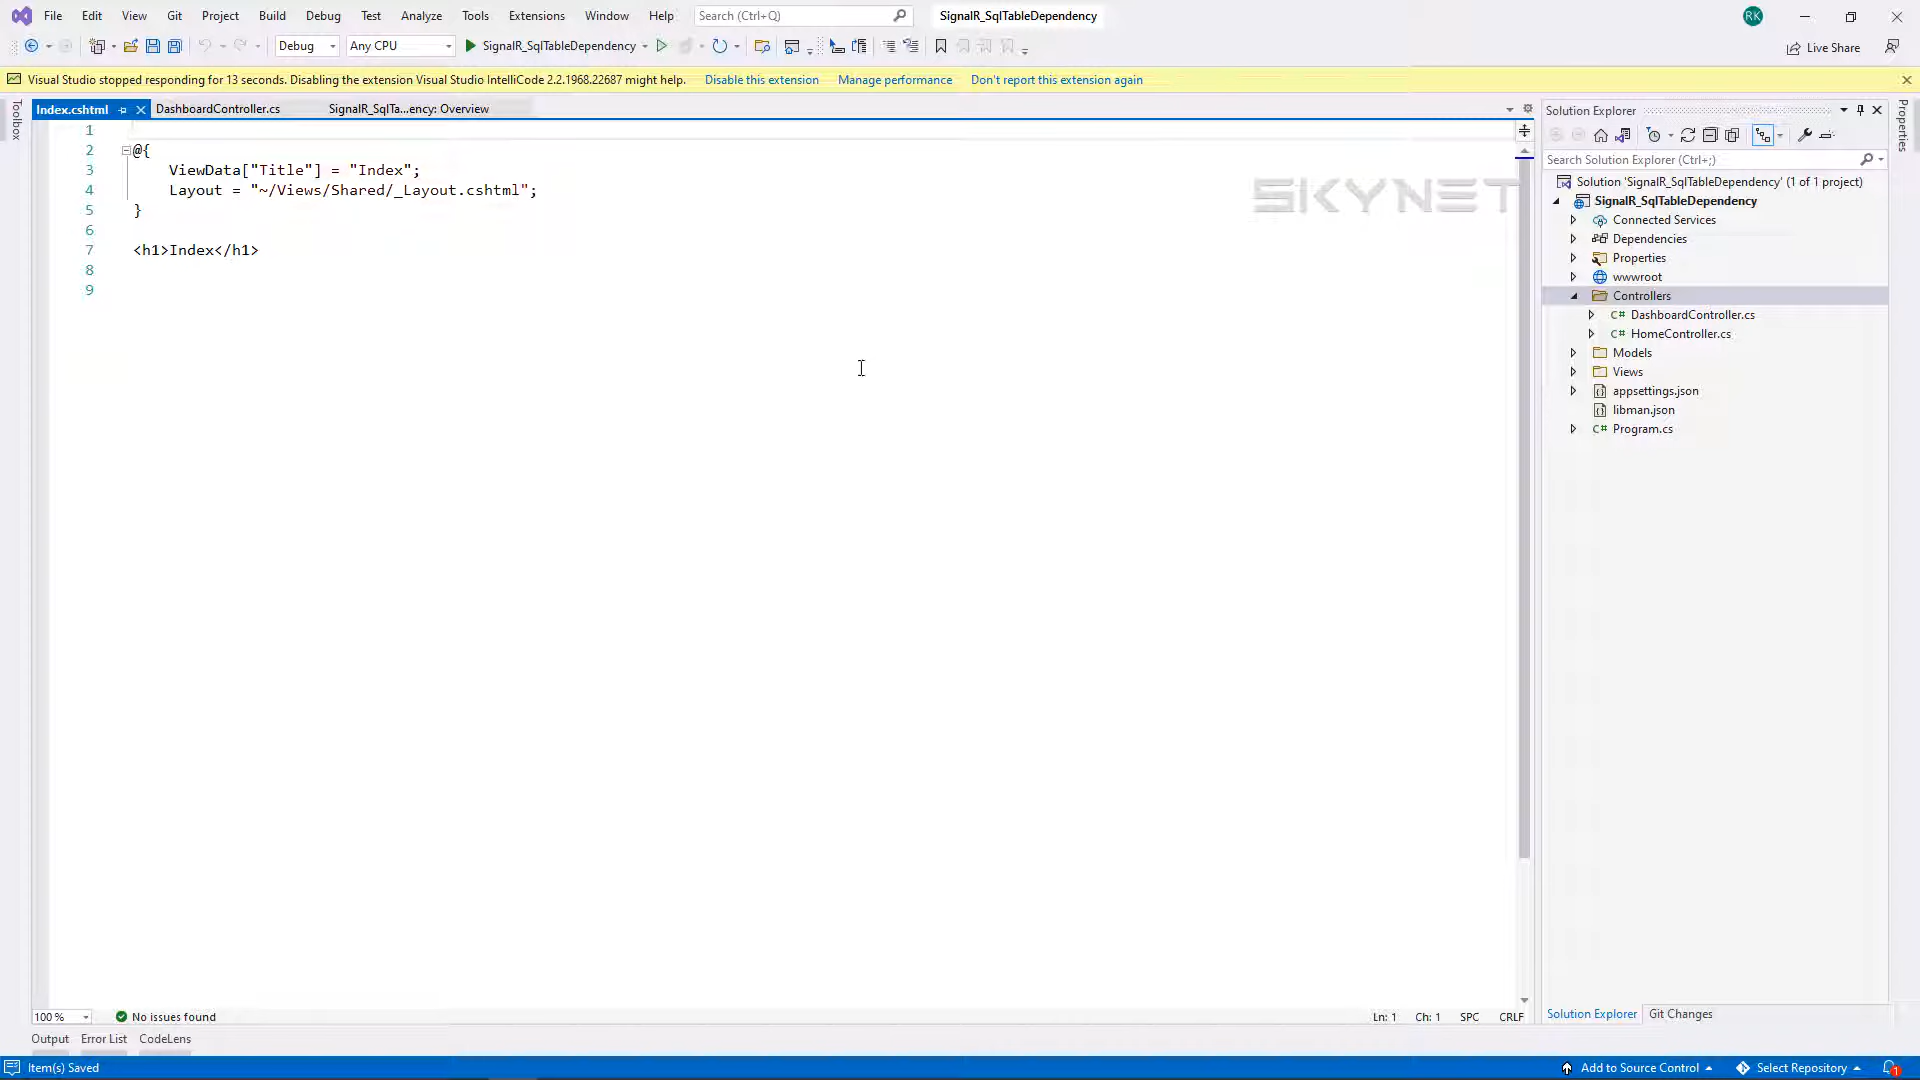 File Edit View Git Project Build Debug Test Analyze Tools Extensions Window Help Search (Ctrl+Q) SignalR_SqlTableDependency RK
Debug Any CPU SignalR_SqlTableDependency Live Share
Visual Studio stopped responding for 13 seconds. Disabling the extension Visual Studio IntelliCode 2.2.1968.22687 might help. Disable this extension Manage performance Don't report this extension again
Toolbox
Index.cshtml DashboardController.cs SignalR_SqlTa...ency: Overview
1
2 @{
3 ViewData["Title"] = "Index";
4 Layout = "~/Views/Shared/_Layout.cshtml";
5 }
6
7 <h1>Index</h1>
8
9
SKYNET
Solution Explorer
Search Solution Explorer (Ctrl+;)
Solution 'SignalR_SqlTableDependency' (1 of 1 project)
SignalR_SqlTableDependency
Connected Services
Dependencies
Properties
wwwroot
Controllers
C# DashboardController.cs
C# HomeController.cs
Models
Views
appsettings.json
libman.json
C# Program.cs
Properties
100 % No issues found Ln: 1 Ch: 1 SPC CRLF
Solution Explorer Git Changes
Output Error List CodeLens
Item(s) Saved Add to Source Control Select Repository 1